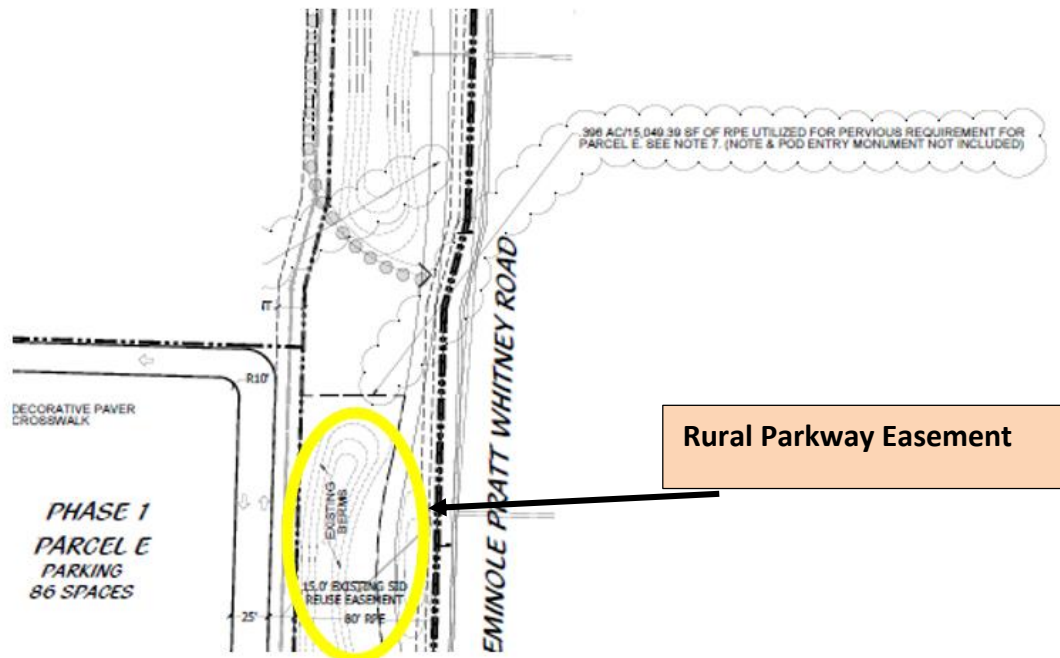 .396 AC/15,049.39 SF OF RPE UTILIZED FOR PERVIOUS REQUIREMENT FOR
PARCEL E. SEE NOTE 7. (NOTE & POD ENTRY MONUMENT NOT INCLUDED)
EMINOLE PRATT WHITNEY ROAD
R10'
DECORATIVE PAVER
CROSSWALK
Rural Parkway Easement
PHASE 1
PARCEL E
PARKING
86 SPACES
EXISTING
BERMS
15.0' EXISTING SID
REUSE EASEMENT
80' RPE
25'